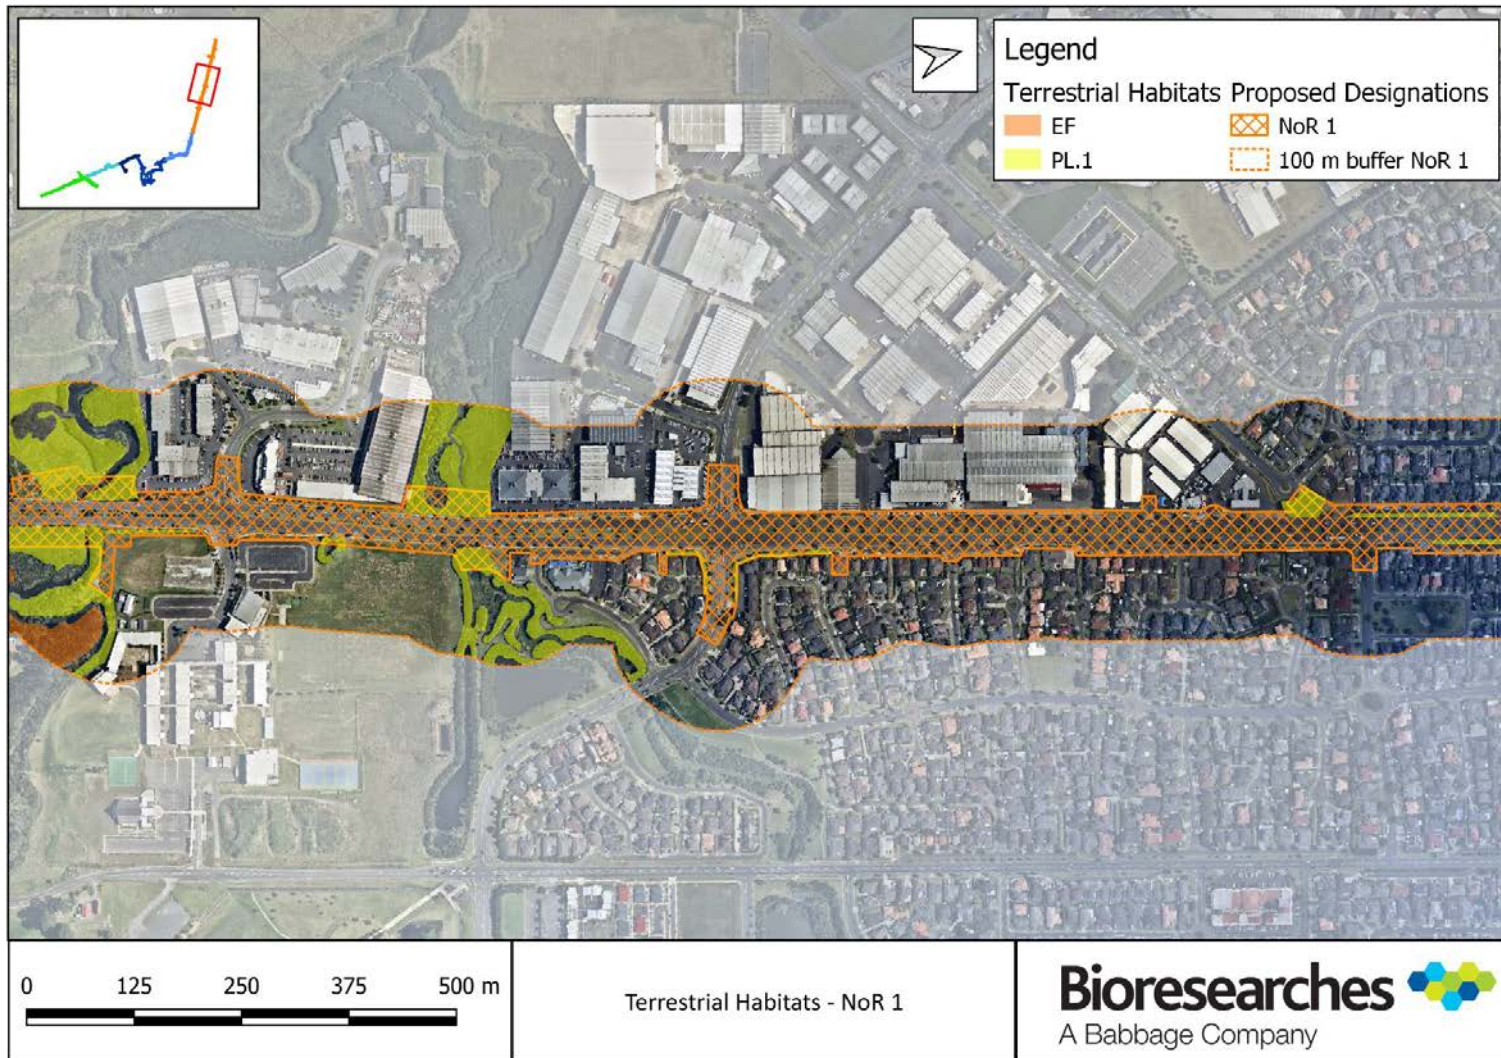 Legend
Terrestrial Habitats Proposed Designations
EF NoR 1
PL.1 100 m buffer NoR 1
0 125 250 375 500 m
Terrestrial Habitats - NoR 1
Bioresearches
A Babbage Company